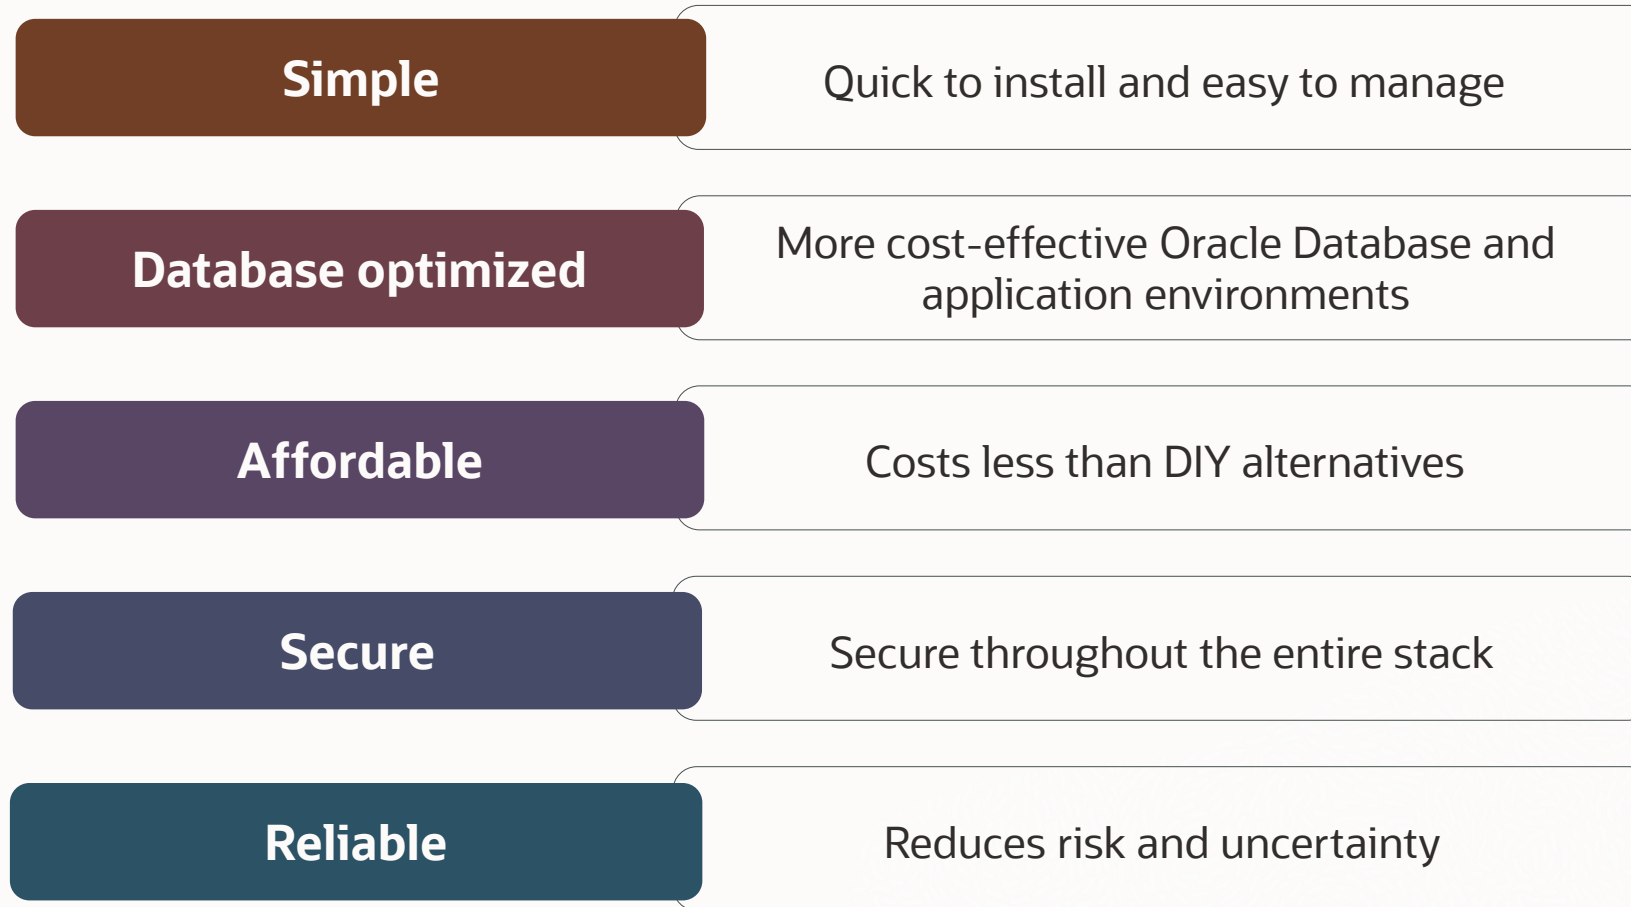 Simple
Quick to install and easy to manage
Database optimized
More cost-effective Oracle Database and
application environments
Affordable
Costs less than DIY alternatives
Secure
Secure throughout the entire stack
Reliable
Reduces risk and uncertainty